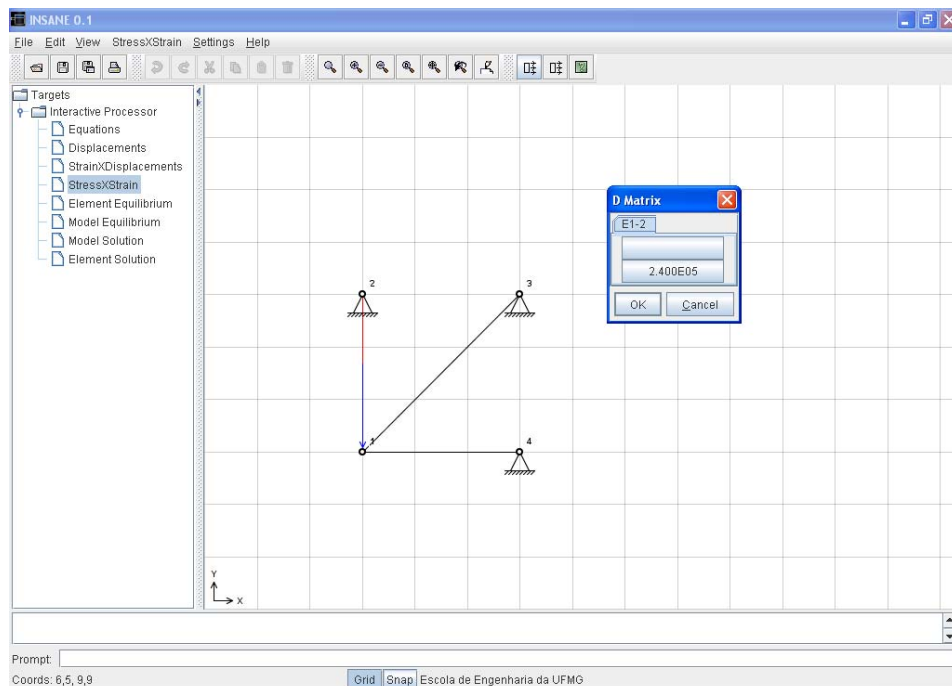 INSANE 0.1
File Edit View StressXStrain Settings Help
Targets
Interactive Processor
Equations
Displacements
StrainXDisplacements
StressXStrain
Element Equilibrium
Model Equilibrium
Model Solution
Element Solution
D Matrix
E1-2
2.400E05
OK Cancel
2
3
1
4
Y
X
Prompt:
Coords: 6,5, 9,9 Grid Snap Escola de Engenharia da UFMG